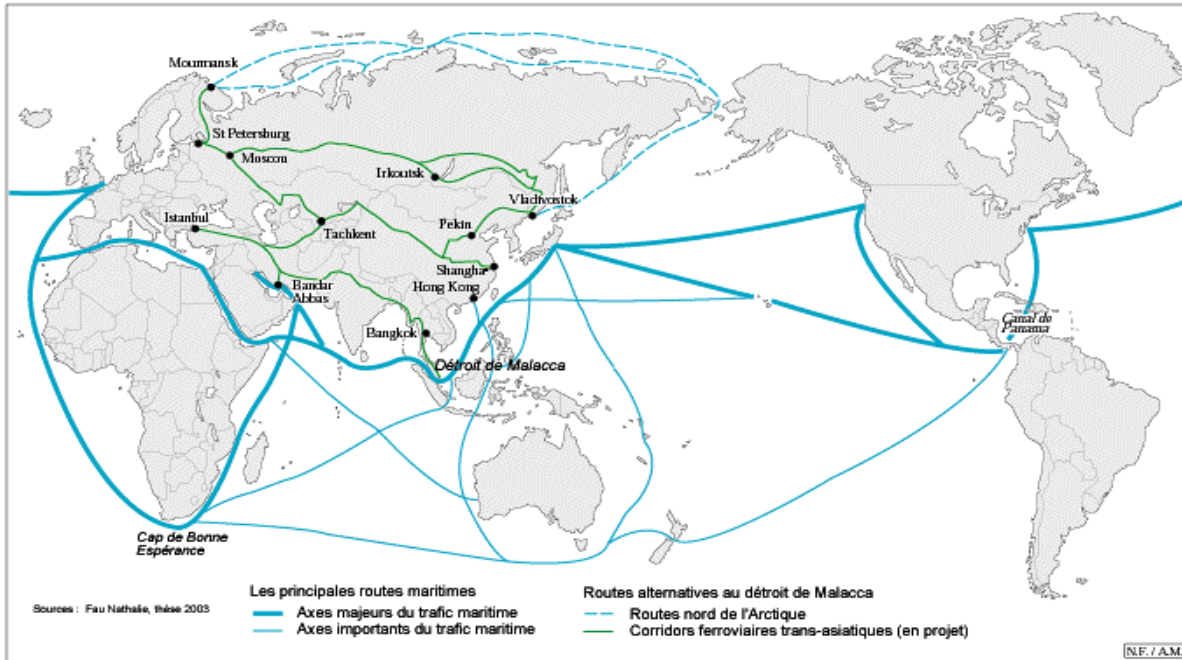 Mourmansk
St Petersburg
Moscou
Irkoutsk
Vladivostok
Istanbul
Pekin
Tachkent
Shangha
Bandar
Abbas
Hong Kong
Canal de
Panama
Bangkok
Détroit de Malacca
Cap de Bonne
Espérance
Les principales routes maritimes
Axes majeurs du trafic maritime
Axes importants du trafic maritime
Routes alternatives au détroit de Malacca
Routes nord de l'Arctique
Corridors ferroviaires trans-asiatiques (en projet)
Sources : Fau Nathalie, thèse 2003
N.F. / A.M.